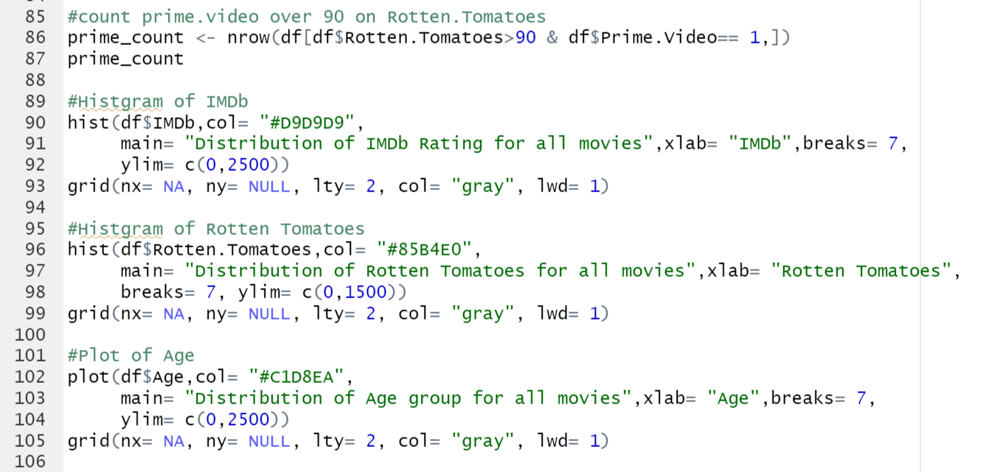 85 #count prime.video over 90 on Rotten.Tomatoes
86 prime_count <- nrow(df[df$Rotten.Tomatoes>90 & df$Prime.Video== 1,])
87 prime_count
88
89 #Histgram of IMDb
90 hist(df$IMDb,col= "#D9D9D9",
91      main= "Distribution of IMDb Rating for all movies",xlab= "IMDb",breaks= 7,
92      ylim= c(0,2500))
93 grid(nx= NA, ny= NULL, lty= 2, col= "gray", lwd= 1)
94
95 #Histgram of Rotten Tomatoes
96 hist(df$Rotten.Tomatoes,col= "#85B4E0",
97      main= "Distribution of Rotten Tomatoes for all movies",xlab= "Rotten Tomatoes",
98      breaks= 7, ylim= c(0,1500))
99 grid(nx= NA, ny= NULL, lty= 2, col= "gray", lwd= 1)
100
101 #Plot of Age
102 plot(df$Age,col= "#C1D8EA",
103      main= "Distribution of Age group for all movies",xlab= "Age",breaks= 7,
104      ylim= c(0,2500))
105 grid(nx= NA, ny= NULL, lty= 2, col= "gray", lwd= 1)
106